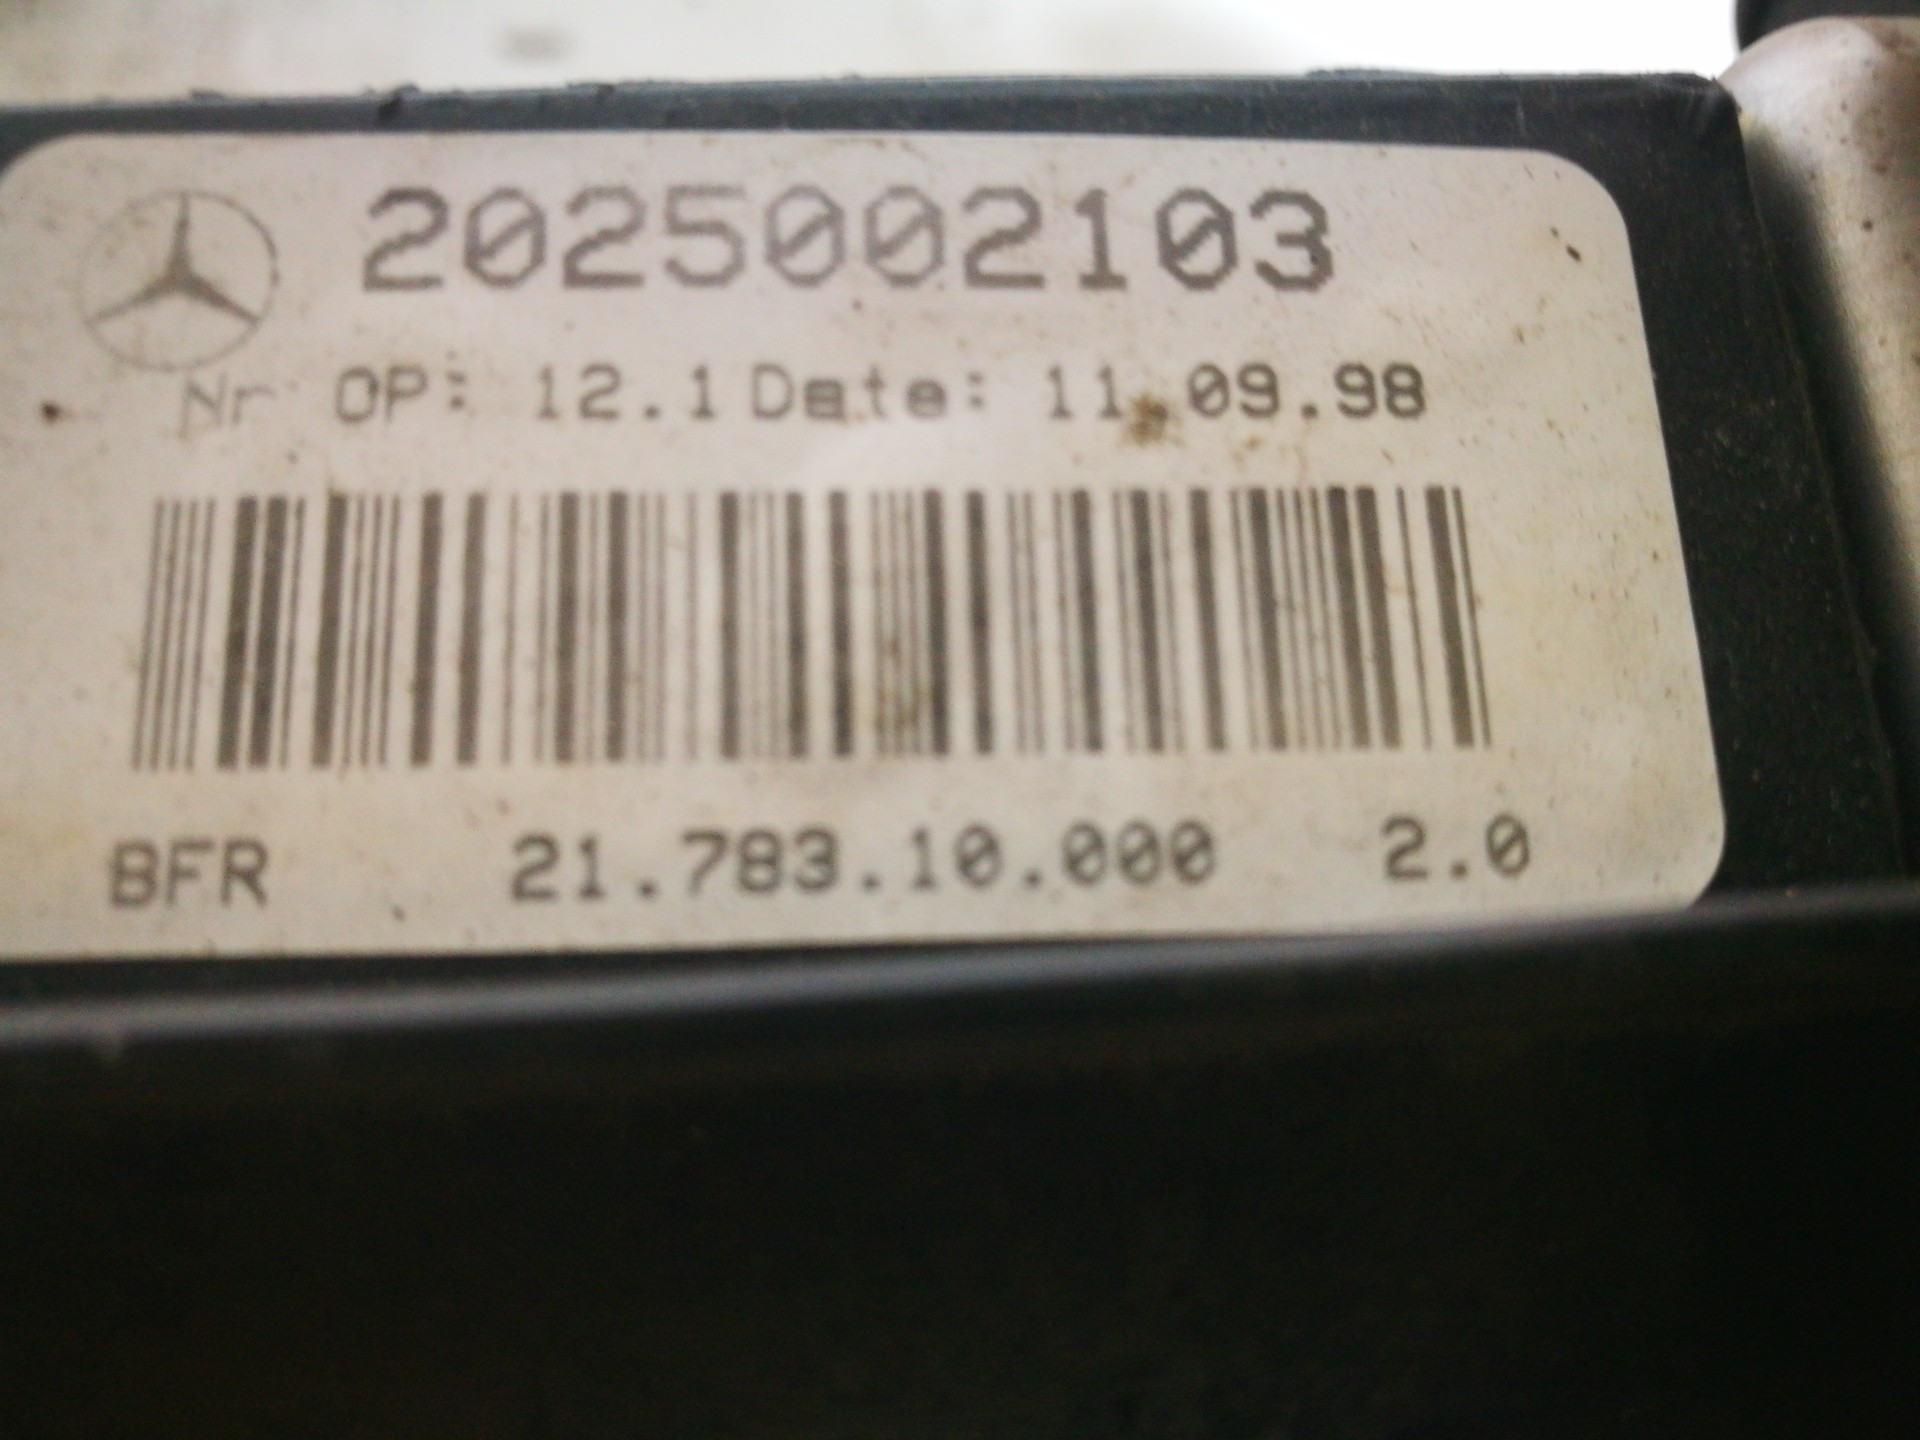 2025002103
Nr OP: 12.1 Date: 11.09.98
BFR 21.783.10.000 2.0